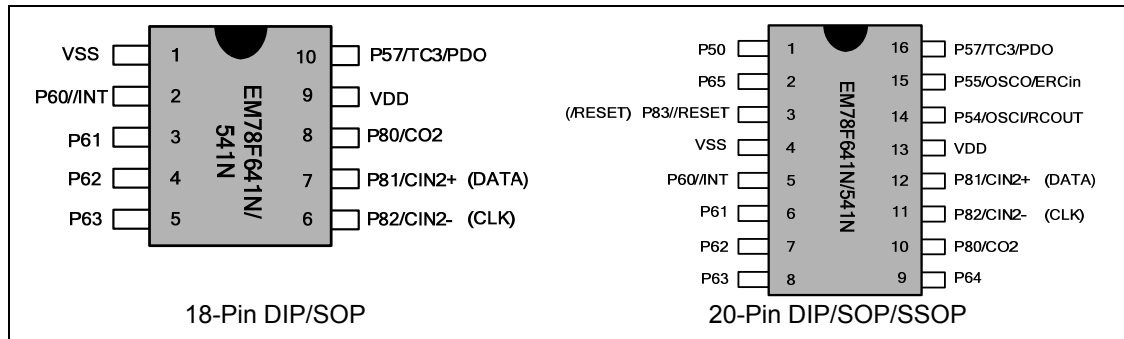 VSS 1 10 P57/TC3/PDO
P60//INT 2 9 VDD
P61 3 8 P80/CO2
P62 4 7 P81/CIN2+ (DATA)
P63 5 6 P82/CIN2- (CLK)
EM78F641N/
541N
18-Pin DIP/SOP
P50 1 16 P57/TC3/PDO
P65 2 15 P55/OSCO/ERCin
(/RESET) P83//RESET 3 14 P54/OSCI/RCOUT
VSS 4 13 VDD
P60//INT 5 12 P81/CIN2+ (DATA)
P61 6 11 P82/CIN2- (CLK)
P62 7 10 P80/CO2
P63 8 9 P64
EM78F641N/541N
20-Pin DIP/SOP/SSOP